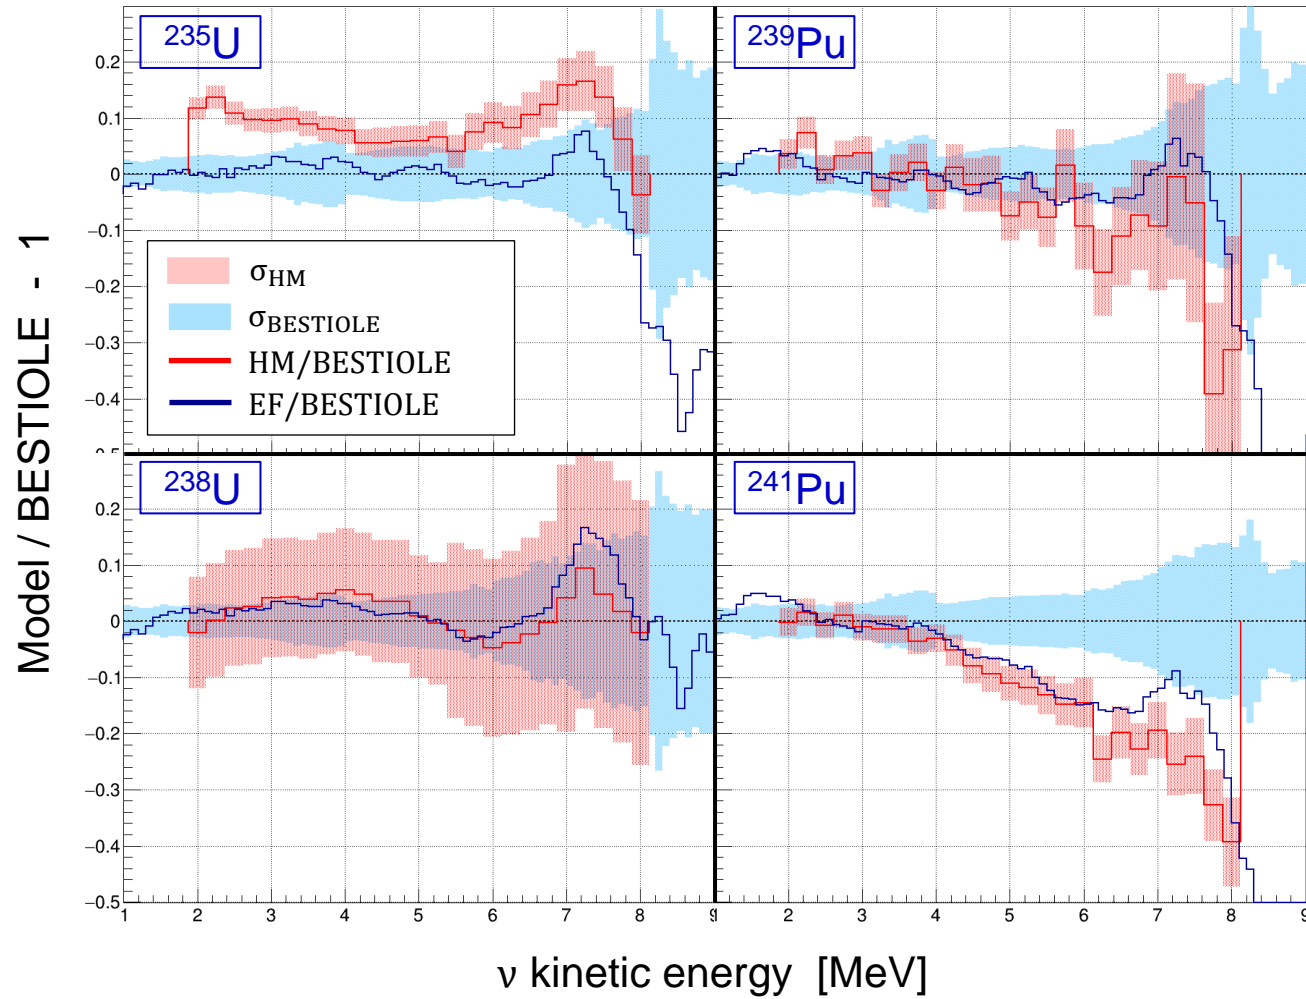 Model / BESTIOLE - 1
²³⁵U
0.2
0.1
0
−0.1
−0.2
−0.3
−0.4
σHM
σBESTIOLE
HM/BESTIOLE
EF/BESTIOLE
²³⁹Pu
²³⁸U
0.2
0.1
0
−0.1
−0.2
−0.3
−0.4
−0.5
1 2 3 4 5 6 7 8
²⁴¹Pu
2 3 4 5 6 7 8 9
ν kinetic energy [MeV]